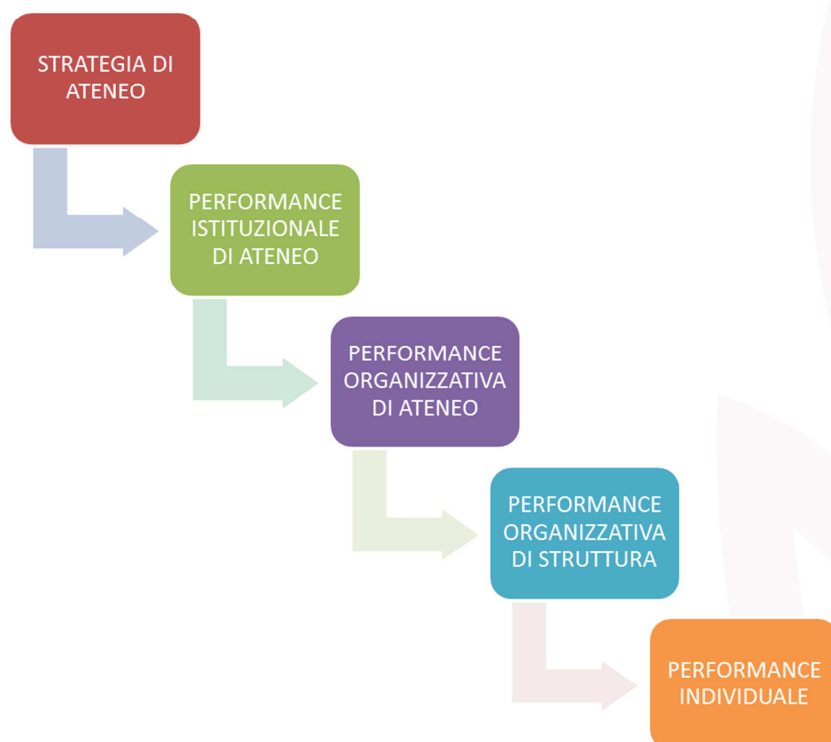 STRATEGIA DI
ATENEO
PERFORMANCE
ISTITUZIONALE
DI ATENEO
PERFORMANCE
ORGANIZZATIVA
DI ATENEO
PERFORMANCE
ORGANIZZATIVA
DI STRUTTURA
PERFORMANCE
INDIVIDUALE